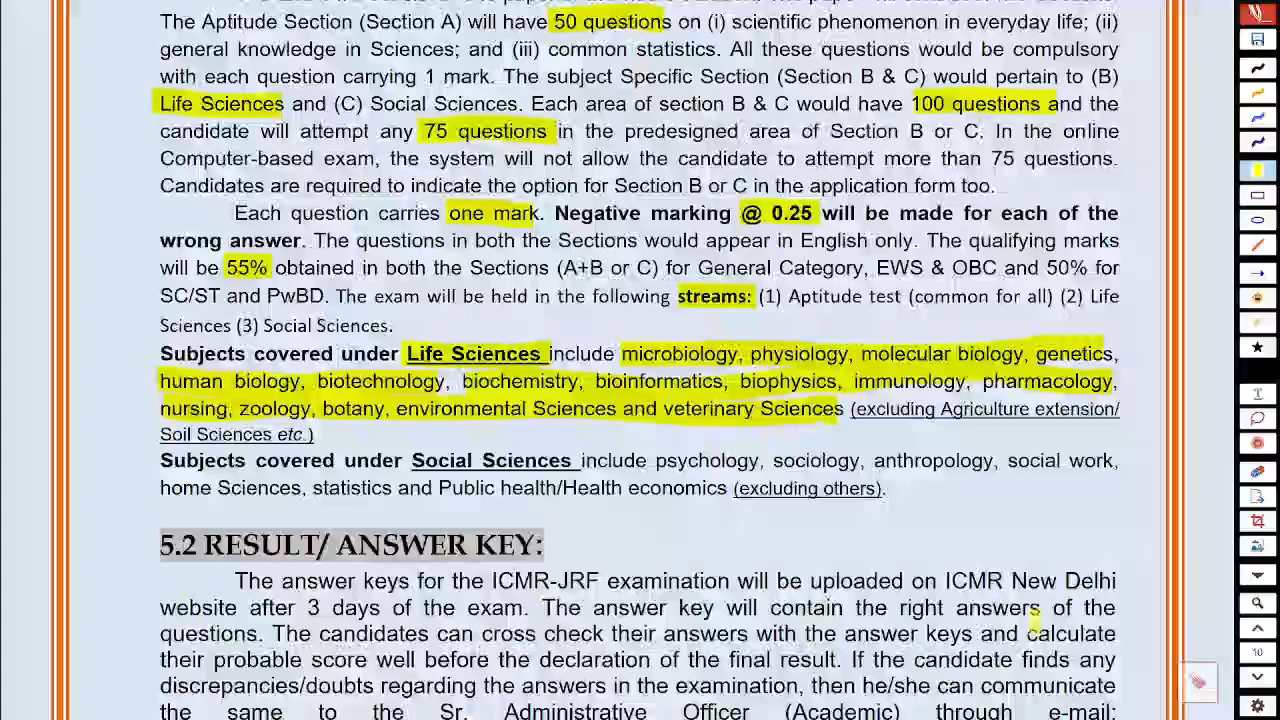 The Aptitude Section (Section A) will have 50 questions on (i) scientific phenomenon in everyday life; (ii)
general knowledge in Sciences; and (iii) common statistics. All these questions would be compulsory
with each question carrying 1 mark. The subject Specific Section (Section B & C) would pertain to (B)
Life Sciences and (C) Social Sciences. Each area of section B & C would have 100 questions and the
candidate will attempt any 75 questions in the predesigned area of Section B or C. In the online
Computer-based exam, the system will not allow the candidate to attempt more than 75 questions.
Candidates are required to indicate the option for Section B or C in the application form too.
Each question carries one mark. Negative marking @ 0.25 will be made for each of the
wrong answer. The questions in both the Sections would appear in English only. The qualifying marks
will be 55% obtained in both the Sections (A+B or C) for General Category, EWS & OBC and 50% for
SC/ST and PwBD. The exam will be held in the following streams: (1) Aptitude test (common for all) (2) Life
Sciences (3) Social Sciences.
Subjects covered under Life Sciences include microbiology, physiology, molecular biology, genetics,
human biology, biotechnology, biochemistry, bioinformatics, biophysics, immunology, pharmacology,
nursing, zoology, botany, environmental Sciences and veterinary Sciences (excluding Agriculture extension/
Soil Sciences etc.)
Subjects covered under Social Sciences include psychology, sociology, anthropology, social work,
home Sciences, statistics and Public health/Health economics (excluding others).
5.2 RESULT/ ANSWER KEY:
The answer keys for the ICMR-JRF examination will be uploaded on ICMR New Delhi
website after 3 days of the exam. The answer key will contain the right answers of the
questions. The candidates can cross check their answers with the answer keys and calculate
their probable score well before the declaration of the final result. If the candidate finds any
discrepancies/doubts regarding the answers in the examination, then he/she can communicate
the same to the Sr. Administrative Officer (Academic) through e-mail:
10